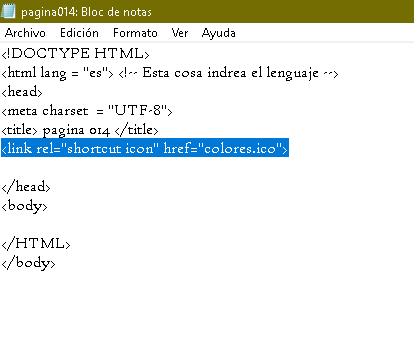 pagina014: Bloc de notas
Archivo Edición Formato Ver Ayuda
<!DOCTYPE HTML>
<html lang = "es"> <!-- Esta cosa indrea el lenguaje -->
<head>
<meta charset = "UTF-8">
<title> pagina 014 </title>
<link rel="shortcut icon" href="colores.ico">
</head>
<body>
</HTML>
</body>